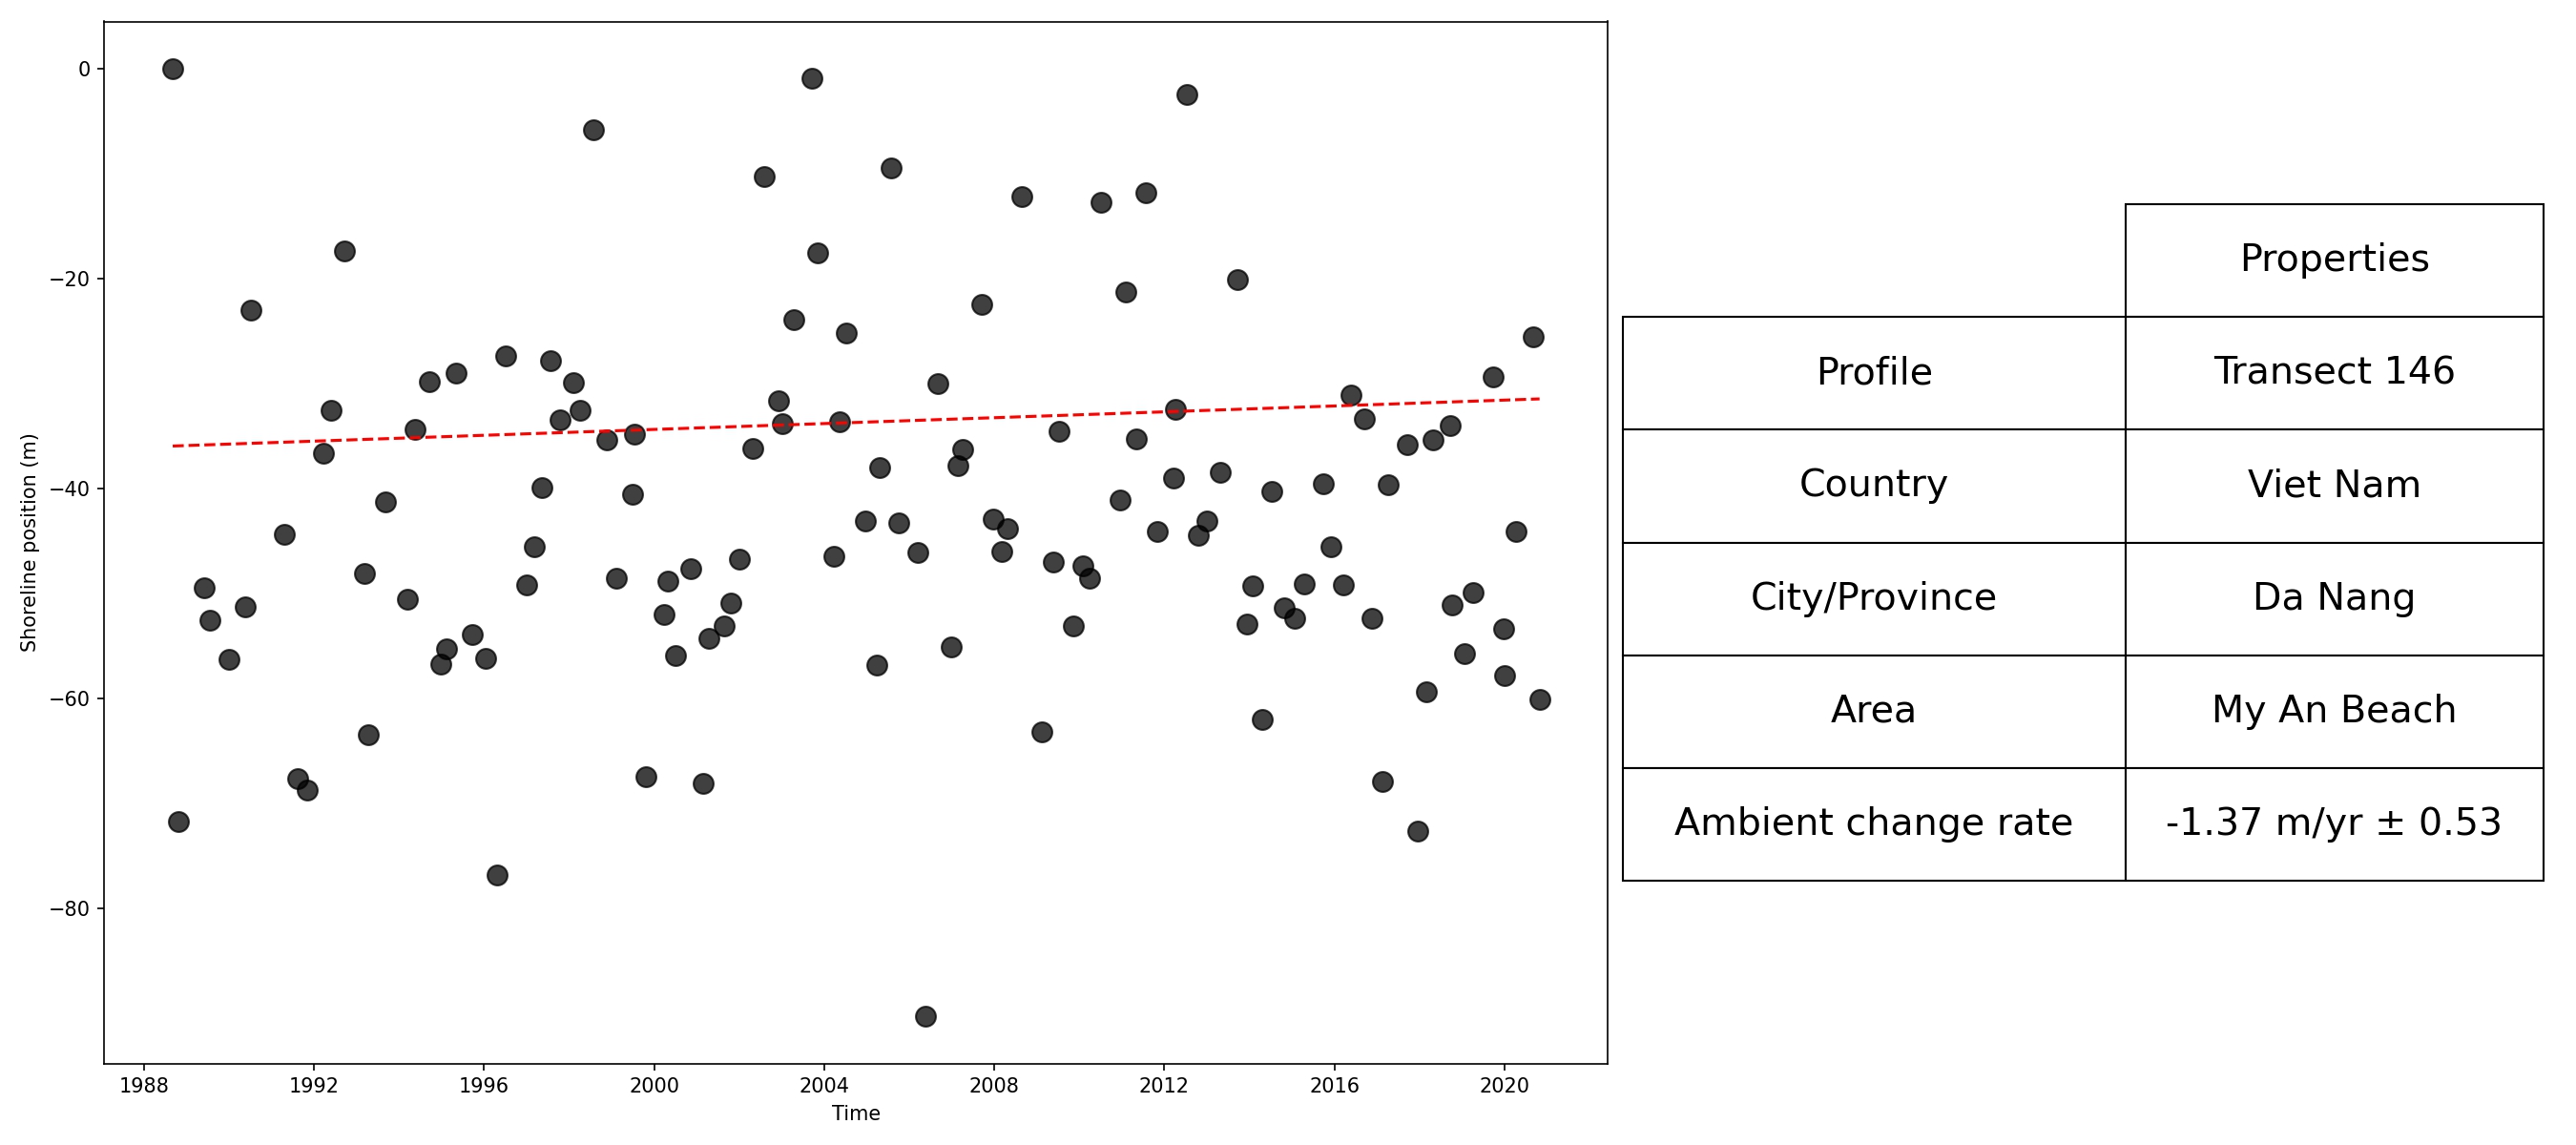 0
−20
−40
−60
−80
Shoreline position (m)
1988 1992 1996 2000 2004 2008 2012 2016 2020
Time
Properties
Profile Transect 146
Country Viet Nam
City/Province Da Nang
Area My An Beach
Ambient change rate -1.37 m/yr ± 0.53